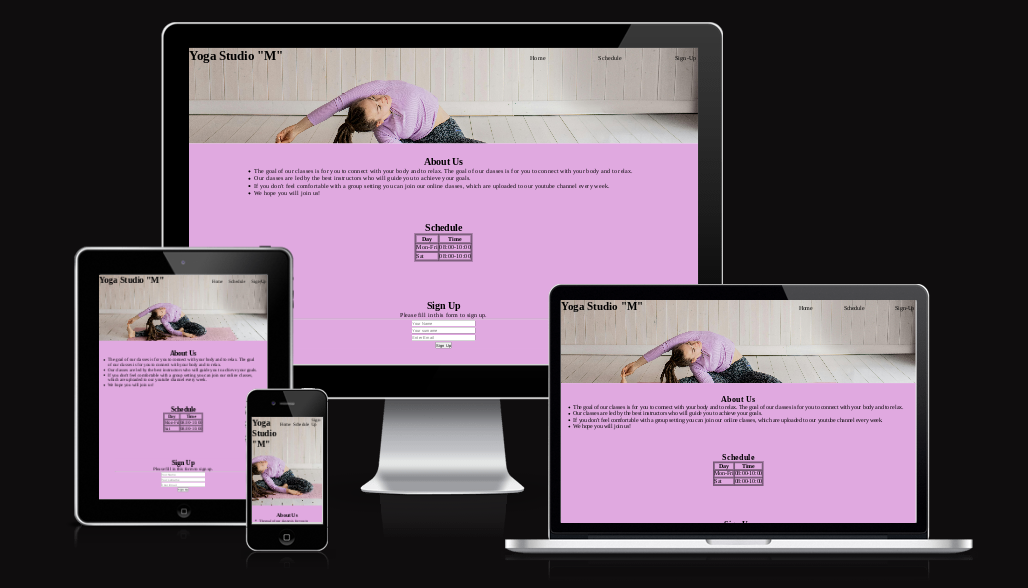 Yoga Studio "M"
Home Schedule Sign-Up
About Us
The goal of our classes is for you to connect with your body and to relax. The goal of our classes is for you to connect with your body and to relax.
Our classes are led by the best instructors who will guide you to achieve your goals.
If you don't feel comfortable with a group setting you can join our online classes, which are uploaded to our youtube channel every week.
We hope you will join us!
Schedule
Day Time
Mon-Fri 08:00-10:00
Sat 08:00-10:00
Sign Up
Please fill in this form to sign up.
Your Name
Your surname
Enter Email
Sign Up
Yoga Studio "M"
Home Schedule Sign-Up
About Us
The goal of our classes is for you to connect with your body and to relax. The goal
of our classes is for you to connect with your body and to relax.
Our classes are led by the best instructors who will guide you to achieve your goals.
If you don't feel comfortable with a group setting you can join our online classes,
which are uploaded to our youtube channel every week.
We hope you will join us!
Schedule
Day Time
Mon-Fri 08:00-10:00
Sat 08:00-10:00
Sign Up
Please fill in this form to sign up.
Yoga
Studio
"M"
Home Schedule Sign-
Up
About Us
Yoga Studio "M"
Home Schedule Sign-Up
About Us
The goal of our classes is for you to connect with your body and to relax. The goal of our classes is for you to connect with your body and to relax.
Our classes are led by the best instructors who will guide you to achieve your goals.
If you don't feel comfortable with a group setting you can join our online classes, which are uploaded to our youtube channel every week.
We hope you will join us!
Schedule
Day Time
Mon-Fri 08:00-10:00
Sat 08:00-10:00